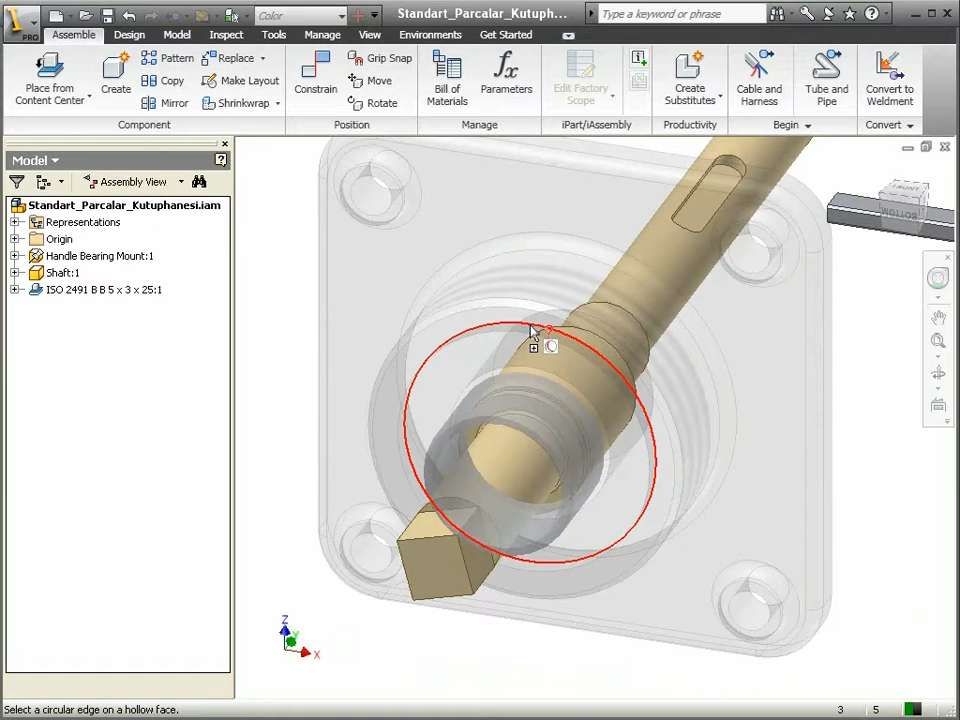 PRO
Color
Standart_Parcalar_Kutuph...
Type a keyword or phrase
Assemble Design Model Inspect Tools Manage View Environments Get Started
Place from Content Center
Create
Pattern
Copy
Mirror
Replace
Make Layout
Shrinkwrap
Component
Constrain
Grip Snap
Move
Rotate
Position
Bill of Materials
Parameters
Manage
Edit Factory Scope
iPart/iAssembly
Create Substitutes
Productivity
Cable and Harness
Tube and Pipe
Begin
Convert to Weldment
Convert
Model
Assembly View
Standart_Parcalar_Kutuphanesi.iam
Representations
Origin
Handle Bearing Mount:1
Shaft:1
ISO 2491 B B 5 x 3 x 25:1
FRONT
BOTTOM
Z
Y
X
Select a circular edge on a hollow face.
3 5